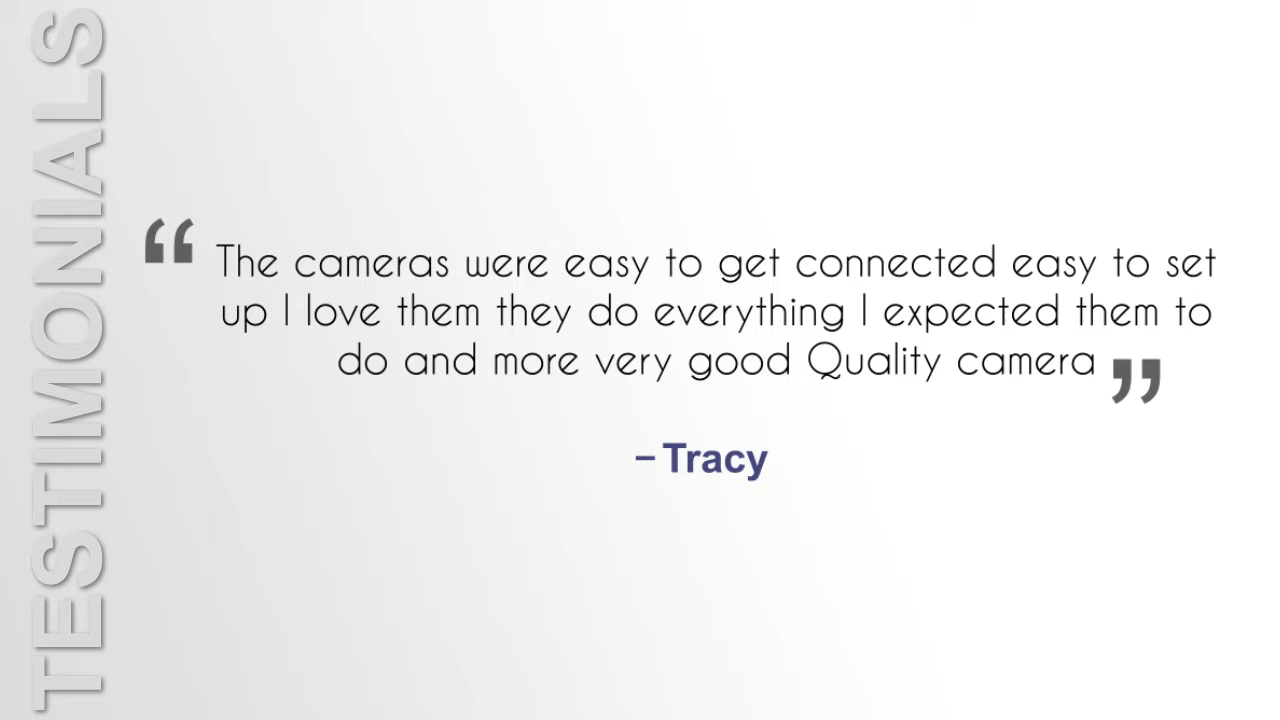 TESTIMONIALS
“ The cameras were easy to get connected easy to set
up I love them they do everything I expected them to
do and more very good Quality camera ”
– Tracy